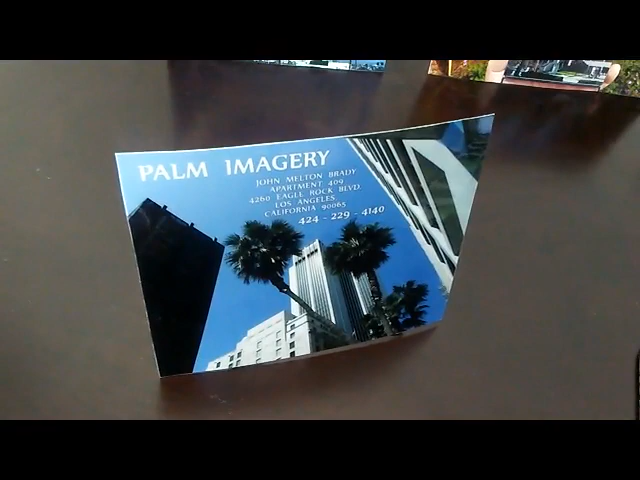 PALM IMAGERY
JOHN MELTON BRADY
APARTMENT 409
4260 EAGLE ROCK BLVD.
LOS ANGELES
CALIFORNIA 90065
424 - 229 - 4140